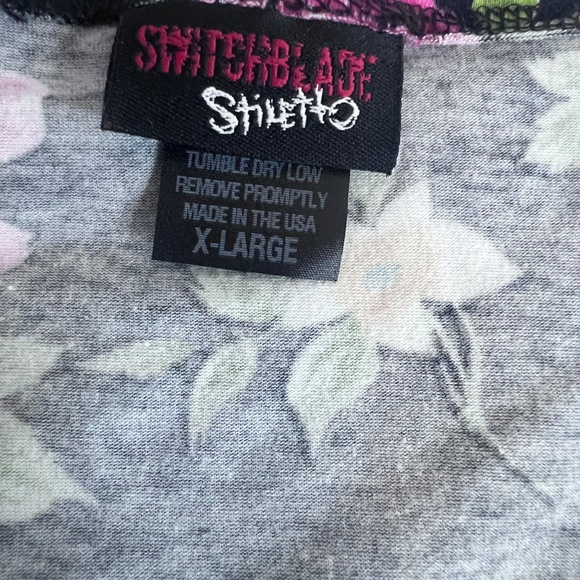 SWITCHBLADE
Stiletto
TUMBLE DRY LOW
REMOVE PROMPTLY
MADE IN THE USA
X-LARGE